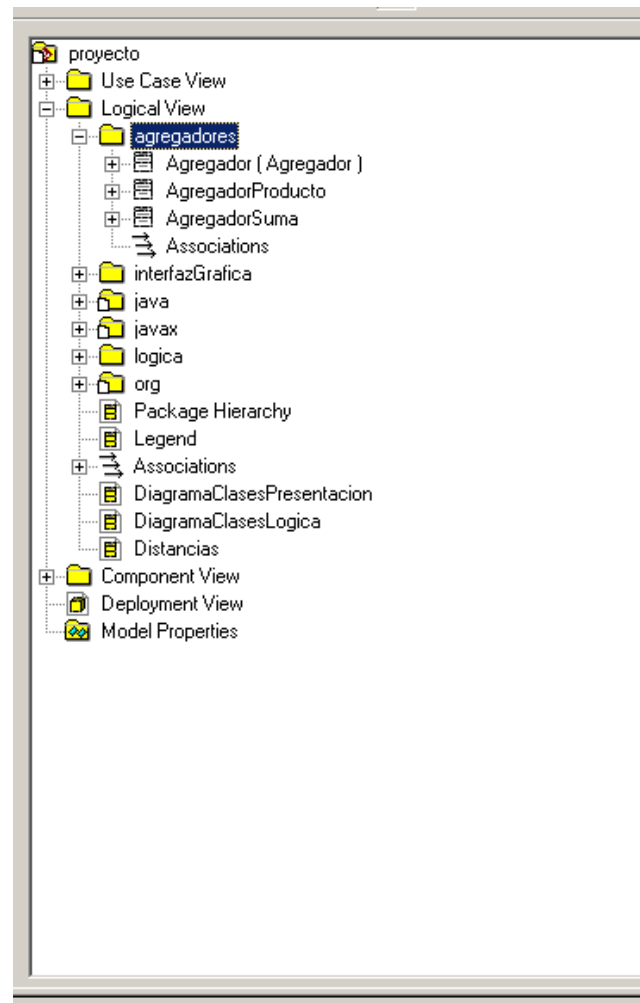 proyecto
Use Case View
Logical View
agregadores
Agregador ( Agregador )
AgregadorProducto
AgregadorSuma
Associations
interfazGrafica
java
javax
logica
org
Package Hierarchy
Legend
Associations
DiagramaClasesPresentacion
DiagramaClasesLogica
Distancias
Component View
Deployment View
Model Properties